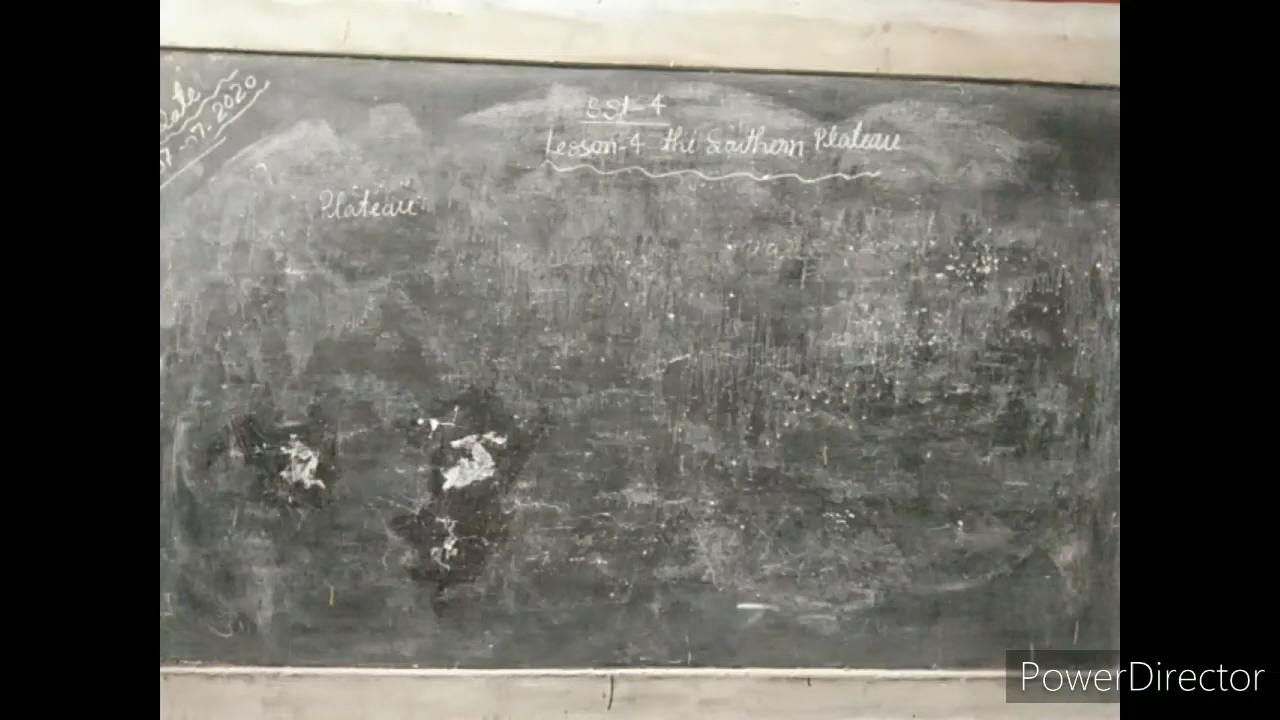 Date
-07.2020
SSt-4
Lesson-4 the Southern Plateau
Plateau
PowerDirector